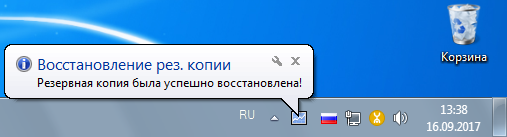 Восстановление рез. копии
Резервная копия была успешно восстановлена!
Корзина
RU
13:38
16.09.2017